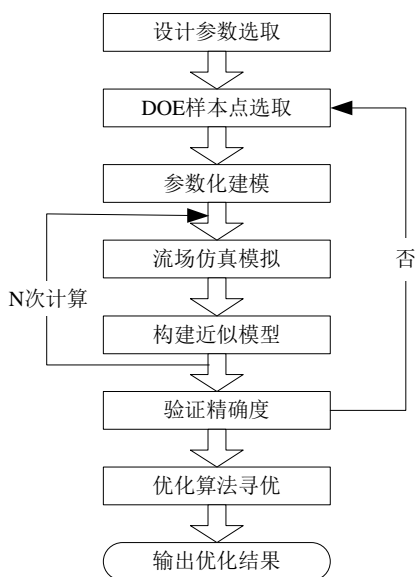 设计参数选取
DOE样本点选取
参数化建模
流场仿真模拟
否
N次计算
构建近似模型
验证精确度
优化算法寻优
输出优化结果